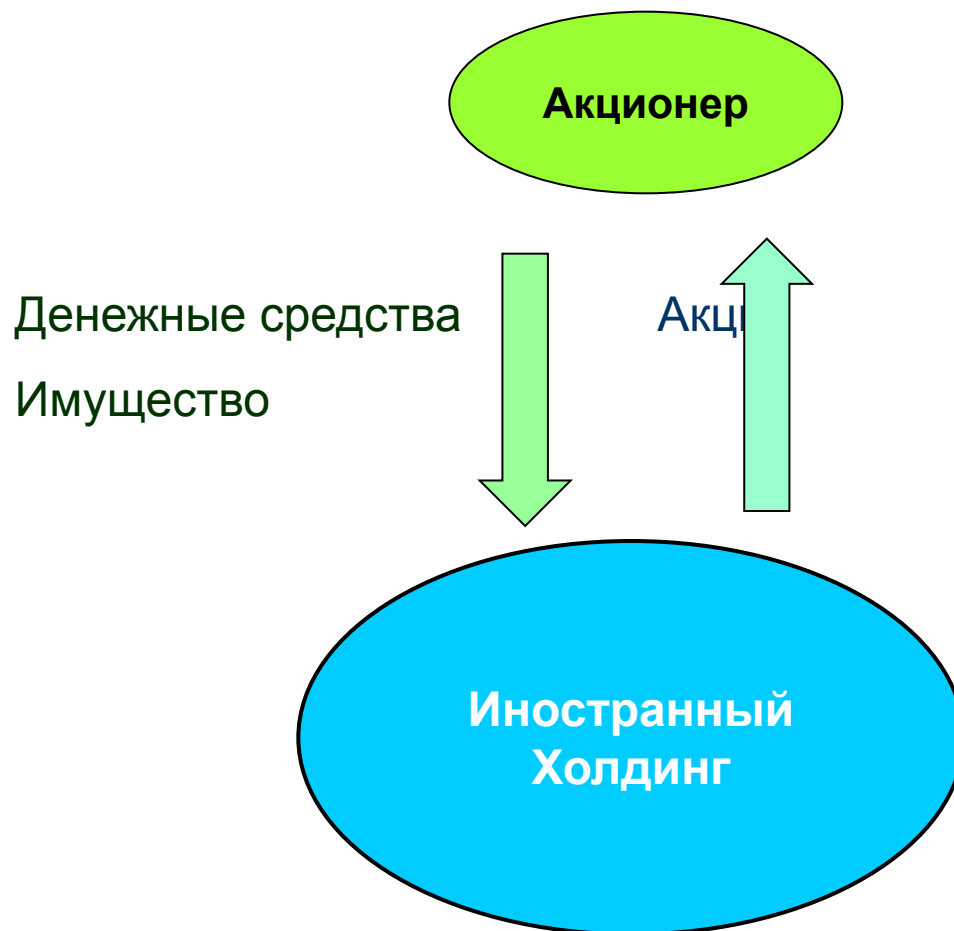 Акционер
Денежные средства
Имущество
Иностранный
Холдинг